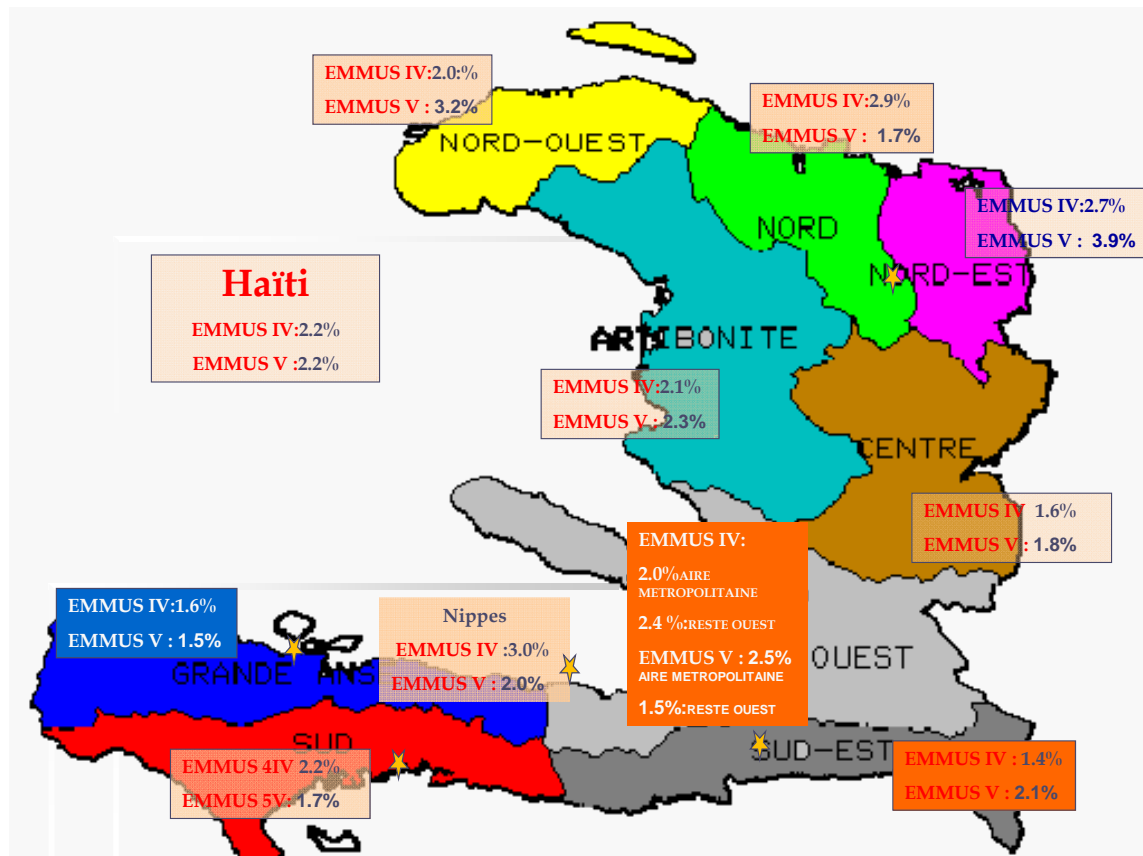 EMMUS IV:2.0:%
EMMUS V : 3.2%
NORD-OUEST
EMMUS IV:2.9%
EMMUS V : 1.7%
NORD
EMMUS IV:2.7%
EMMUS V : 3.9%
NORD-EST
Haïti
EMMUS IV:2.2%
EMMUS V :2.2%
ARTIBONITE
EMMUS IV:2.1%
EMMUS V : 2.3%
CENTRE
EMMUS IV 1.6%
EMMUS V : 1.8%
EMMUS IV:
2.0%AIRE
METROPOLITAINE
2.4 %:RESTE OUEST
EMMUS V : 2.5%
AIRE METROPOLITAINE
1.5%:RESTE OUEST
OUEST
EMMUS IV:1.6%
EMMUS V : 1.5%
GRANDE ANS
Nippes
EMMUS IV :3.0%
EMMUS V : 2.0%
SUD
EMMUS 4IV 2.2%
EMMUS 5V: 1.7%
SUD-EST
EMMUS IV : 1.4%
EMMUS V : 2.1%